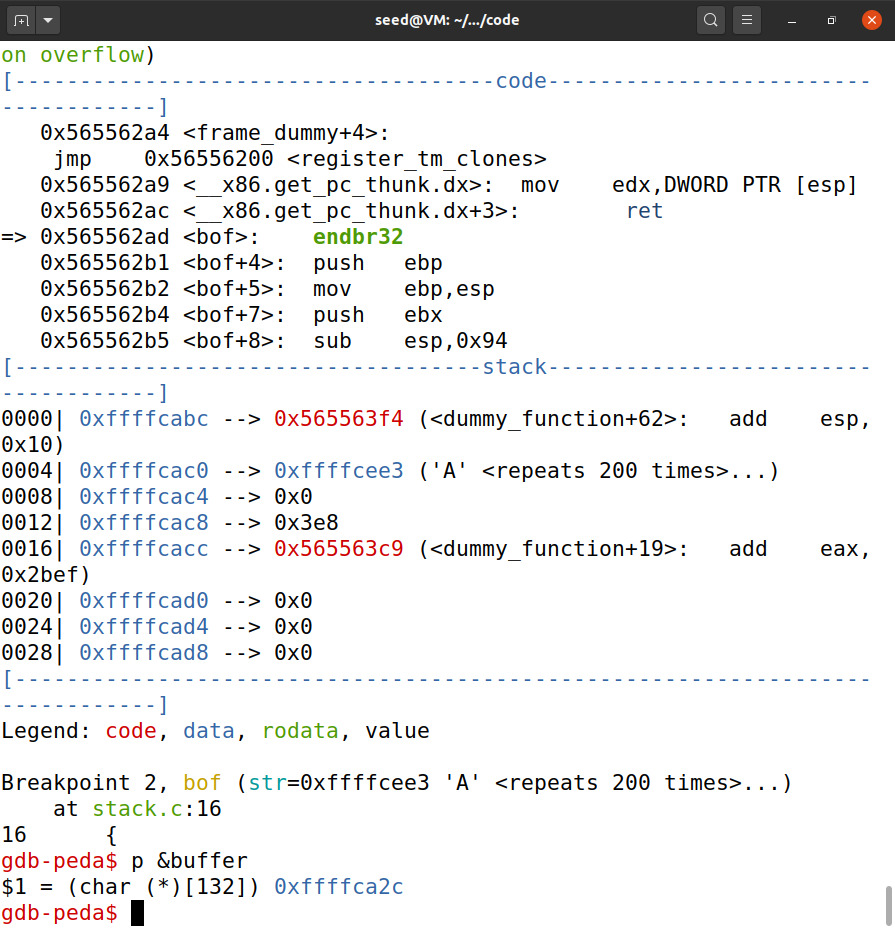 seed@VM: ~/.../code
on overflow)
[-------------------------------------code-------------------------
------------]
   0x565562a4 <frame_dummy+4>:
    jmp    0x56556200 <register_tm_clones>
   0x565562a9 <__x86.get_pc_thunk.dx>:  mov    edx,DWORD PTR [esp]
   0x565562ac <__x86.get_pc_thunk.dx+3>:        ret
=> 0x565562ad <bof>:    endbr32
   0x565562b1 <bof+4>:  push   ebp
   0x565562b2 <bof+5>:  mov    ebp,esp
   0x565562b4 <bof+7>:  push   ebx
   0x565562b5 <bof+8>:  sub    esp,0x94
[------------------------------------stack-------------------------
------------]
0000| 0xffffcabc --> 0x565563f4 (<dummy_function+62>:   add    esp,
0x10)
0004| 0xffffcac0 --> 0xffffcee3 ('A' <repeats 200 times>...)
0008| 0xffffcac4 --> 0x0
0012| 0xffffcac8 --> 0x3e8
0016| 0xffffcacc --> 0x565563c9 (<dummy_function+19>:   add    eax,
0x2bef)
0020| 0xffffcad0 --> 0x0
0024| 0xffffcad4 --> 0x0
0028| 0xffffcad8 --> 0x0
[------------------------------------------------------------------
------------]
Legend: code, data, rodata, value

Breakpoint 2, bof (str=0xffffcee3 'A' <repeats 200 times>...)
    at stack.c:16
16      {
gdb-peda$ p &buffer
$1 = (char (*)[132]) 0xffffca2c
gdb-peda$